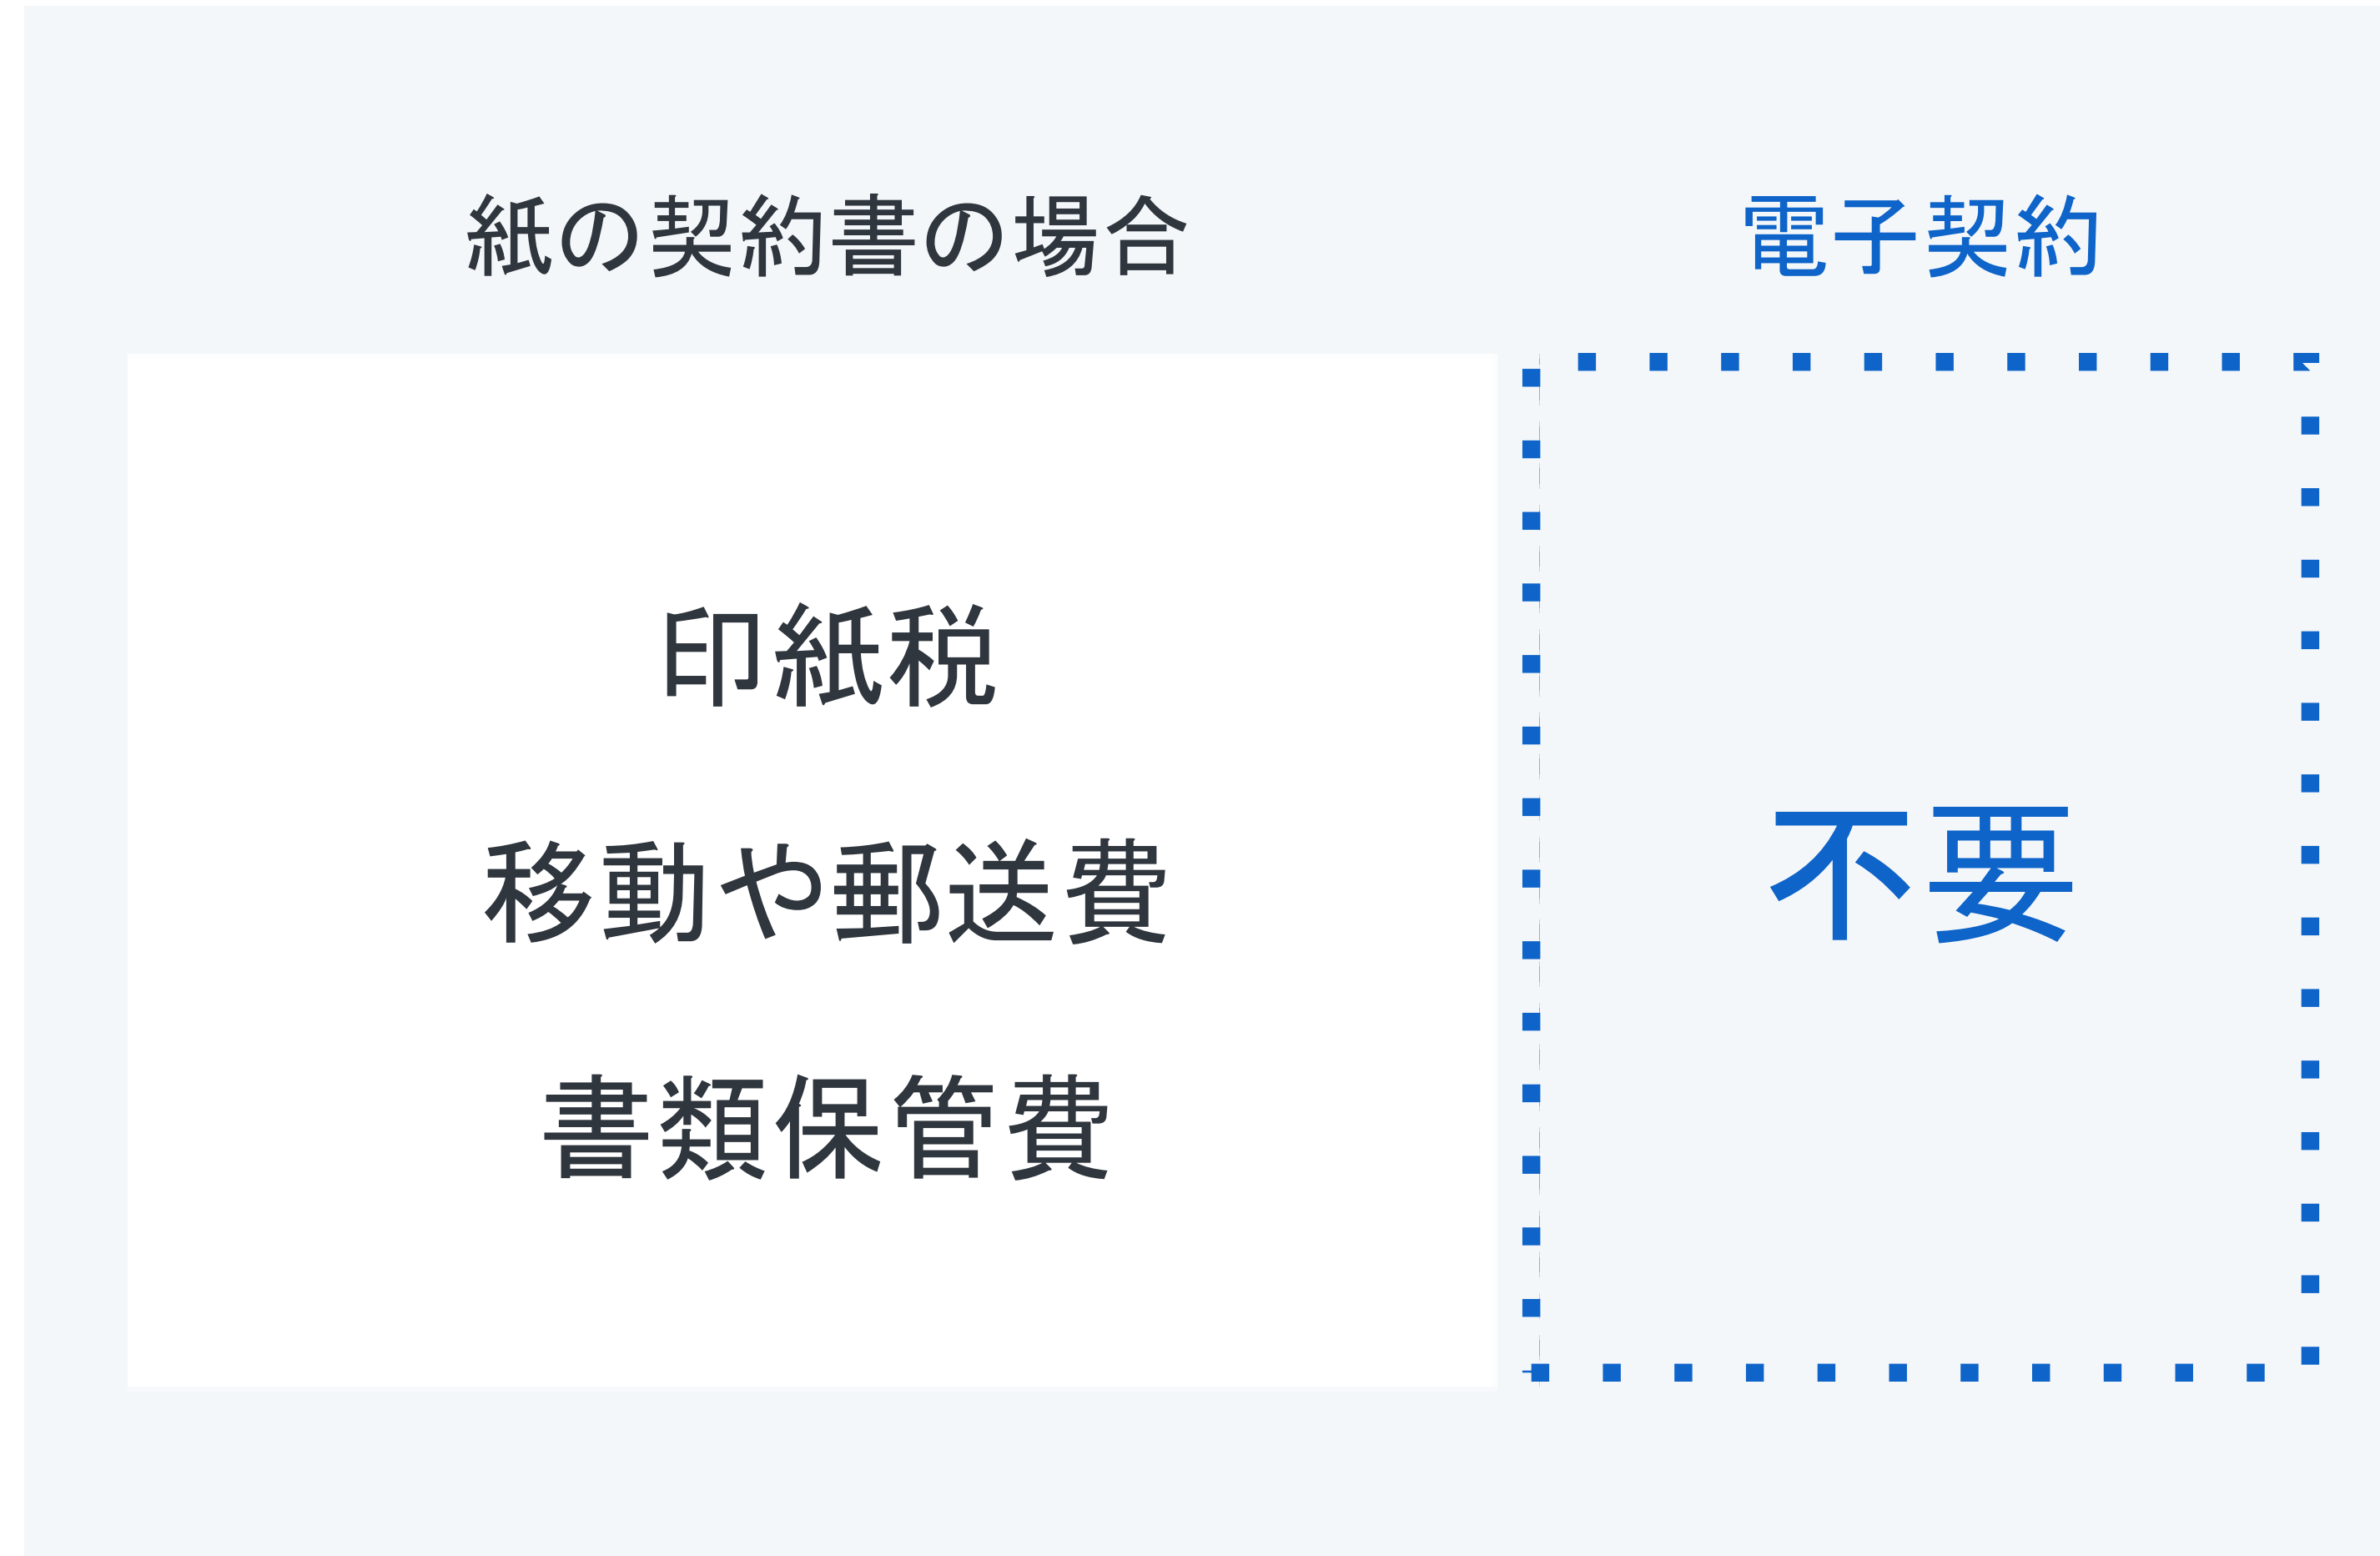 紙の契約書の場合
電子契約
印紙税
移動や郵送費
書類保管費
不要